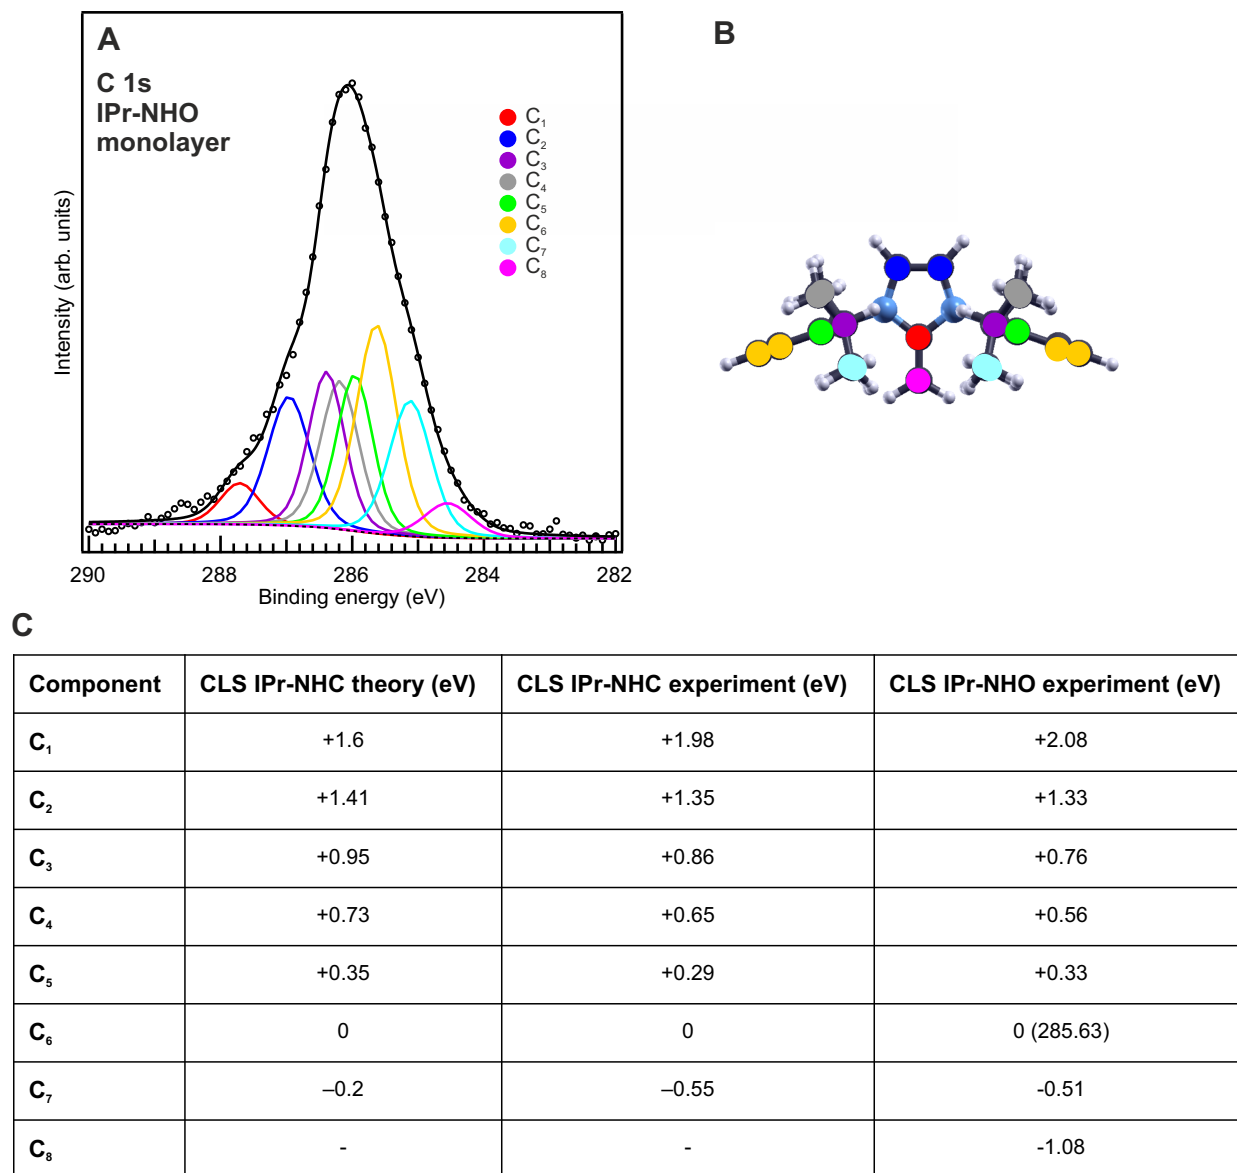 A
C 1s
IPr-NHO
monolayer
C₁
C₂
C₃
C₄
C₅
C₆
C₇
C₈
Intensity (arb. units)
290 288 286 284 282
Binding energy (eV)
B
C
Component CLS IPr-NHC theory (eV) CLS IPr-NHC experiment (eV) CLS IPr-NHO experiment (eV)
C₁ +1.6 +1.98 +2.08
C₂ +1.41 +1.35 +1.33
C₃ +0.95 +0.86 +0.76
C₄ +0.73 +0.65 +0.56
C₅ +0.35 +0.29 +0.33
C₆ 0 0 0 (285.63)
C₇ –0.2 –0.55 -0.51
C₈ - - -1.08